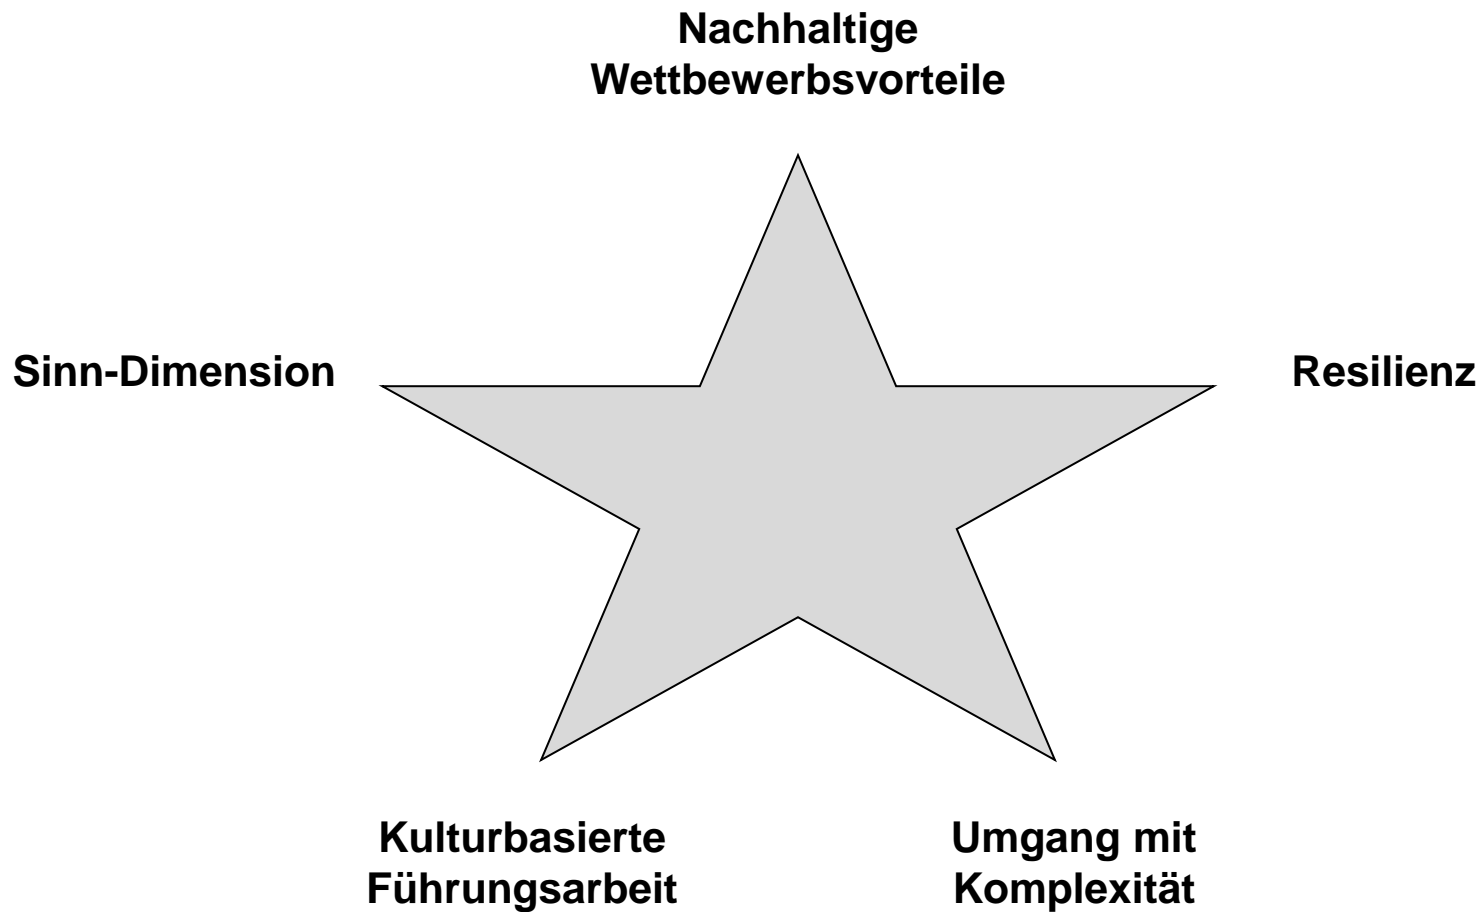 Nachhaltige
Wettbewerbsvorteile
Sinn-Dimension
Resilienz
Kulturbasierte
Führungsarbeit
Umgang mit
Komplexität